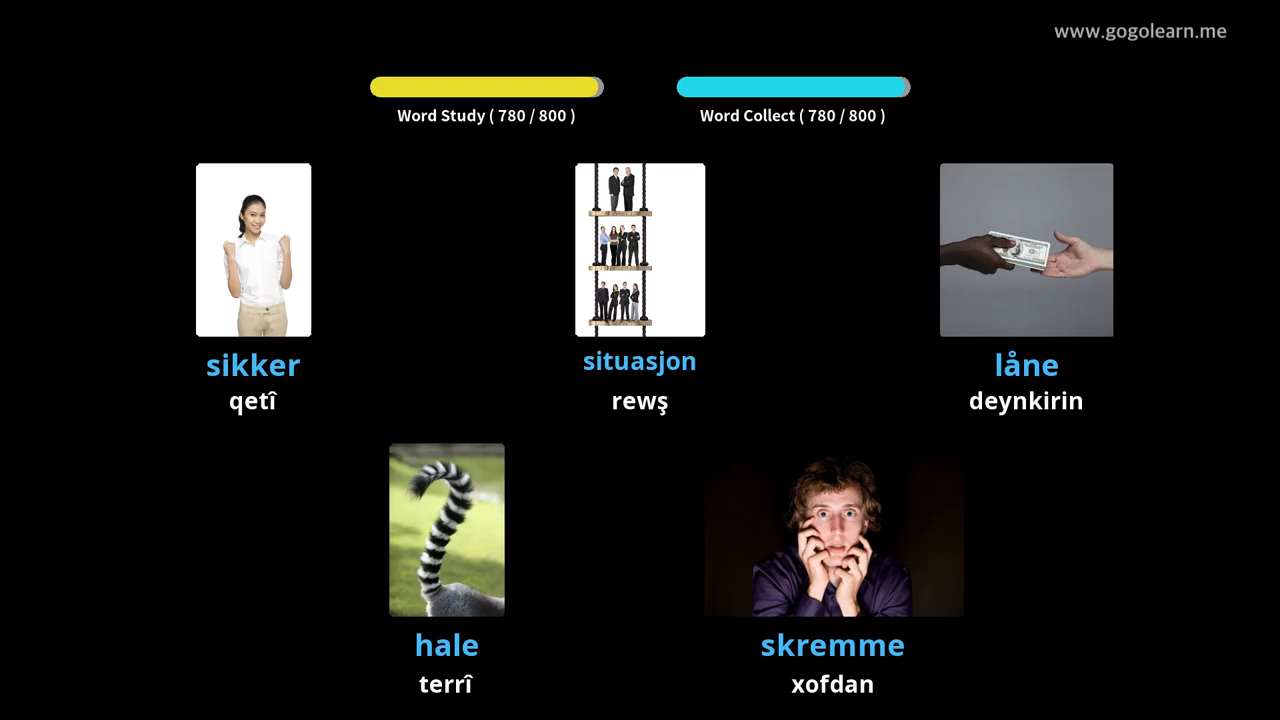 www.gogolearn.me
Word Study ( 780 / 800 )
Word Collect ( 780 / 800 )
sikker
qetî
situasjon
rewş
låne
deynkirin
hale
terrî
skremme
xofdan